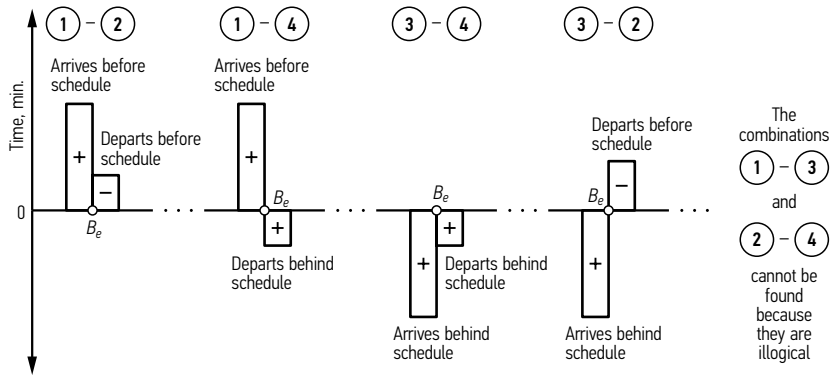 1 – 2
1 – 4
3 – 4
3 – 2
Time, min.
0
Arrives before
schedule
+
Departs before
schedule
–
Be
. . .
Arrives before
schedule
+
Be
+
Departs behind
schedule
. . .
Be
+
+
Departs behind
schedule
Arrives behind
schedule
. . .
Departs before
schedule
–
Be
+
Arrives behind
schedule
. . .
The
combinations
1 – 3
and
2 – 4
cannot be
found
because
they are
illogical